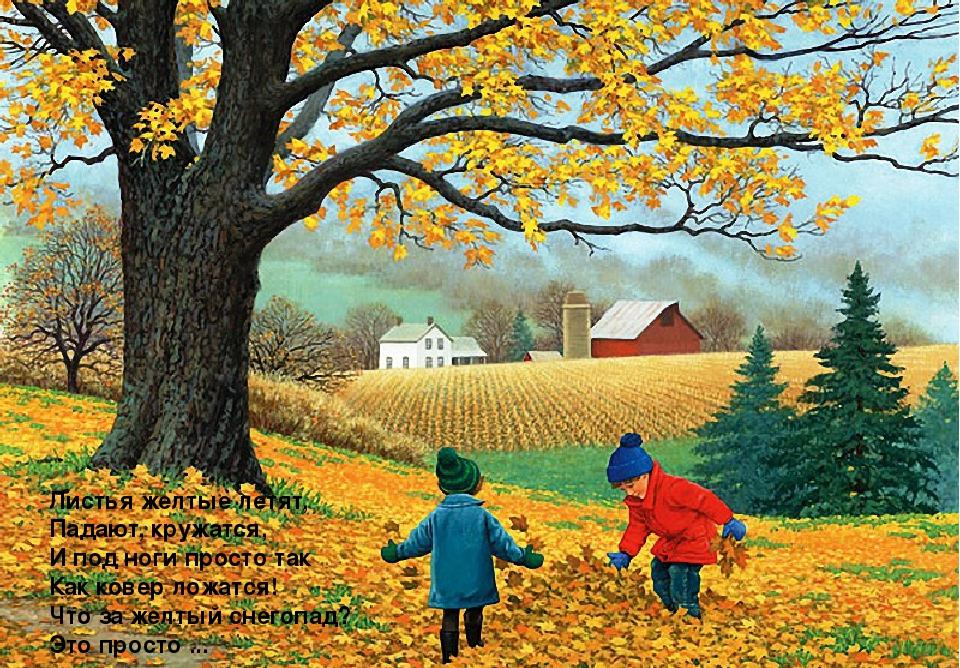 Листья желтые летят,
Падают, кружатся,
И под ноги просто так
Как ковер ложатся!
Что за желтый снегопад?
Это просто ...